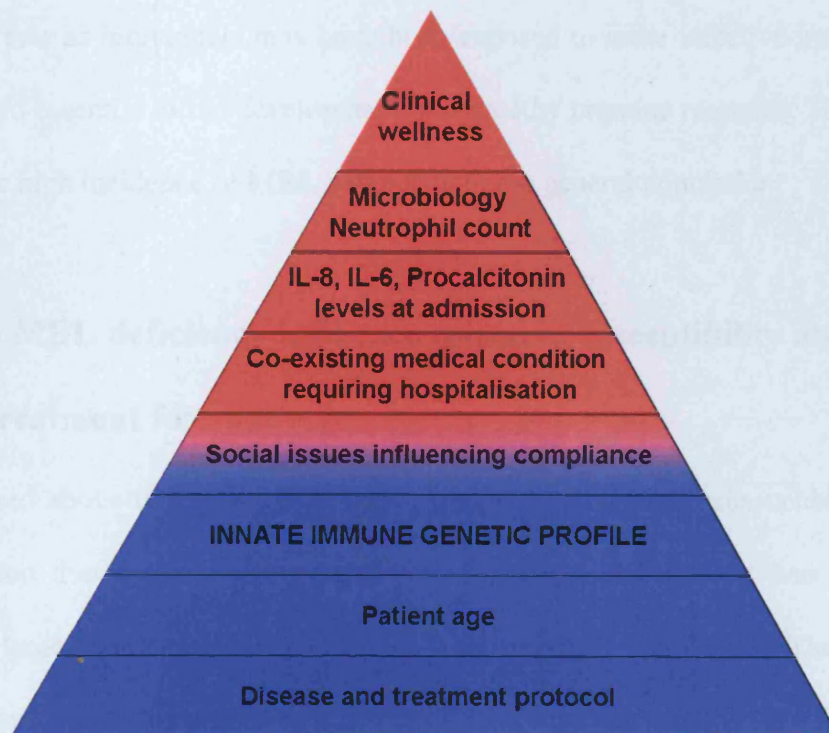 Clinical
wellness
Microbiology
Neutrophil count
IL-8, IL-6, Procalcitonin
levels at admission
Co-existing medical condition
requiring hospitalisation
Social issues influencing compliance
INNATE IMMUNE GENETIC PROFILE
Patient age
Disease and treatment protocol